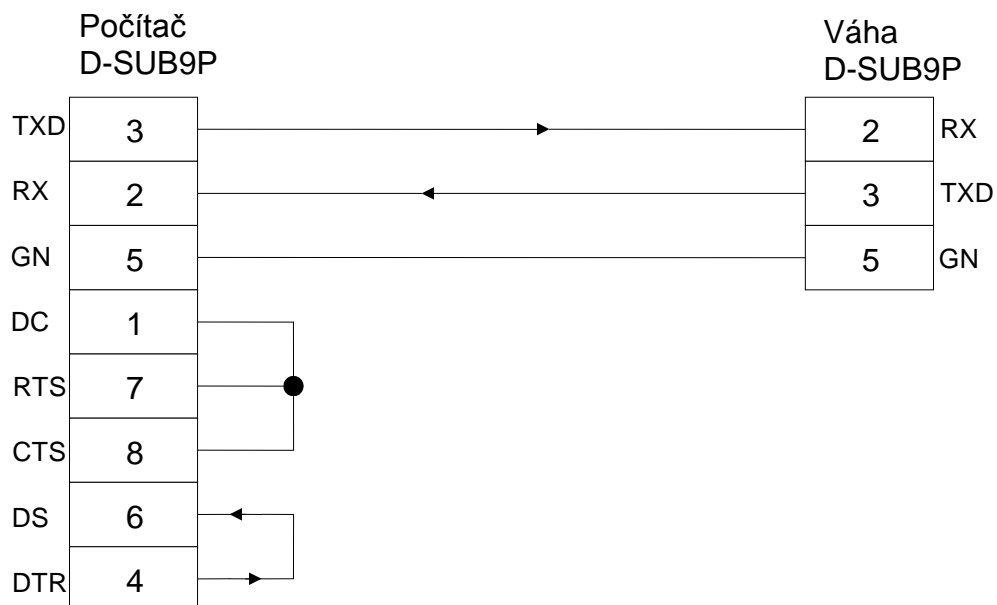 Počítač
D-SUB9P
Váha
D-SUB9P
TXD 3 2 RX
RX 2 3 TXD
GN 5 5 GN
DC 1
RTS 7
CTS 8
DS 6
DTR 4